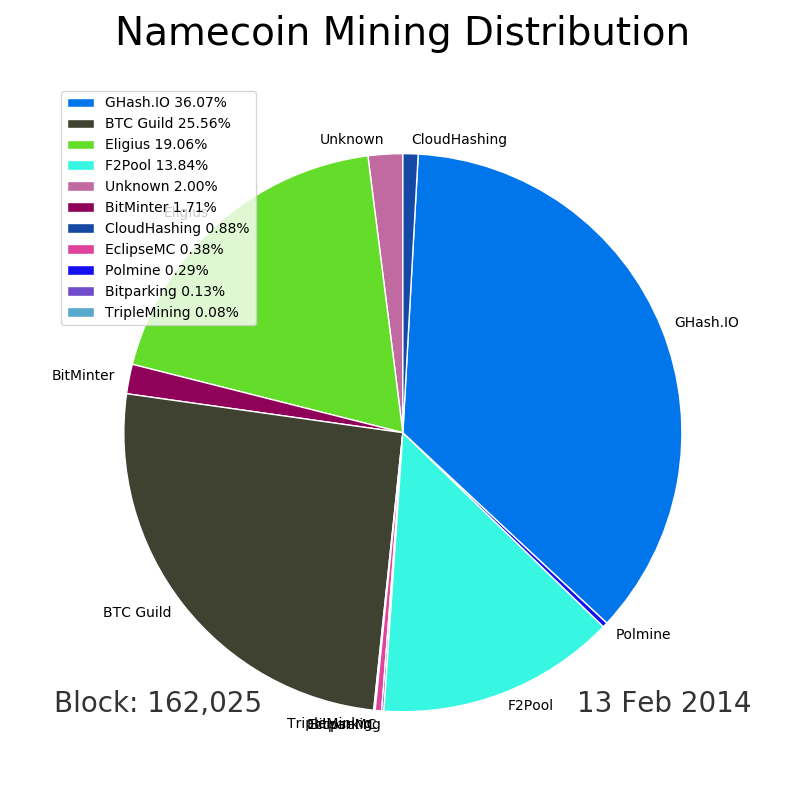 Namecoin Mining Distribution
GHash.IO 36.07%
BTC Guild 25.56%
Eligius 19.06%
F2Pool 13.84%
Unknown 2.00%
BitMinter 1.71%
CloudHashing 0.88%
EclipseMC 0.38%
Polmine 0.29%
Bitparking 0.13%
TripleMining 0.08%
Unknown
CloudHashing
Eligius
GHash.IO
BitMinter
BTC Guild
Polmine
Block: 162,025
F2Pool
13 Feb 2014
TripleMining